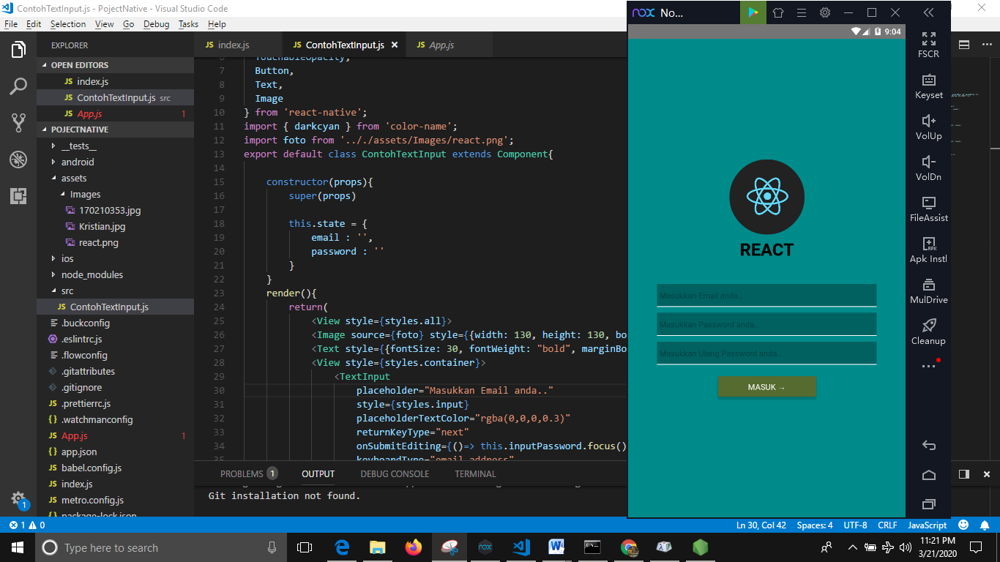 ContohTextInput.js - PojectNative - Visual Studio Code
File Edit Selection View Go Debug Tasks Help
EXPLORER
OPEN EDITORS
JS index.js
JS ContohTextInput.js src
JS App.js 1
POJECTNATIVE
__tests__
android
assets
Images
170210353.jpg
Kristian.jpg
react.png
ios
node_modules
src
JS ContohTextInput.js
.buckconfig
.eslintrc.js
.flowconfig
.gitattributes
.gitignore
JS .prettierrc.js
{} .watchmanconfig
JS App.js 1
{} app.json
JS babel.config.js
JS index.js
JS metro.config.js
{} package-lock.json
1
JS index.js
JS ContohTextInput.js
JS App.js
6 TouchableOpacity,
7 Button,
8 Text,
9 Image
10 } from 'react-native';
11 import { darkcyan } from 'color-name';
12 import foto from '.././assets/Images/react.png';
13 export default class ContohTextInput extends Component{
14
15 constructor(props){
16 super(props)
17
18 this.state = {
19 email : '',
20 password : ''
21 }
22 }
23 render(){
24 return(
25 <View style={styles.all}>
26 <Image source={foto} style={{width: 130, height: 130, bo
27 <Text style={{fontSize: 30, fontWeight: "bold", marginBo
28 <View style={styles.container}>
29 <TextInput
30 placeholder="Masukkan Email anda.."
31 style={styles.input}
32 placeholderTextColor="rgba(0,0,0,0.3)"
33 returnKeyType="next"
34 onSubmitEditing={()=> this.inputPassword.focus()
35 keyboardType="email-address"
PROBLEMS 1 OUTPUT DEBUG CONSOLE TERMINAL
Git installation not found.
nox No...
9:04
REACT
Masukkan Email anda..
Masukkan Password anda..
Masukkan Ulang Password anda..
MASUK →
FSCR
Keyset
VolUp
VolDn
FileAssist
APK
Apk Instl
MulDrive
Cleanup
1 0
Ln 30, Col 42 Spaces: 4 UTF-8 CRLF JavaScript
Type here to search
11:21 PM
3/21/2020